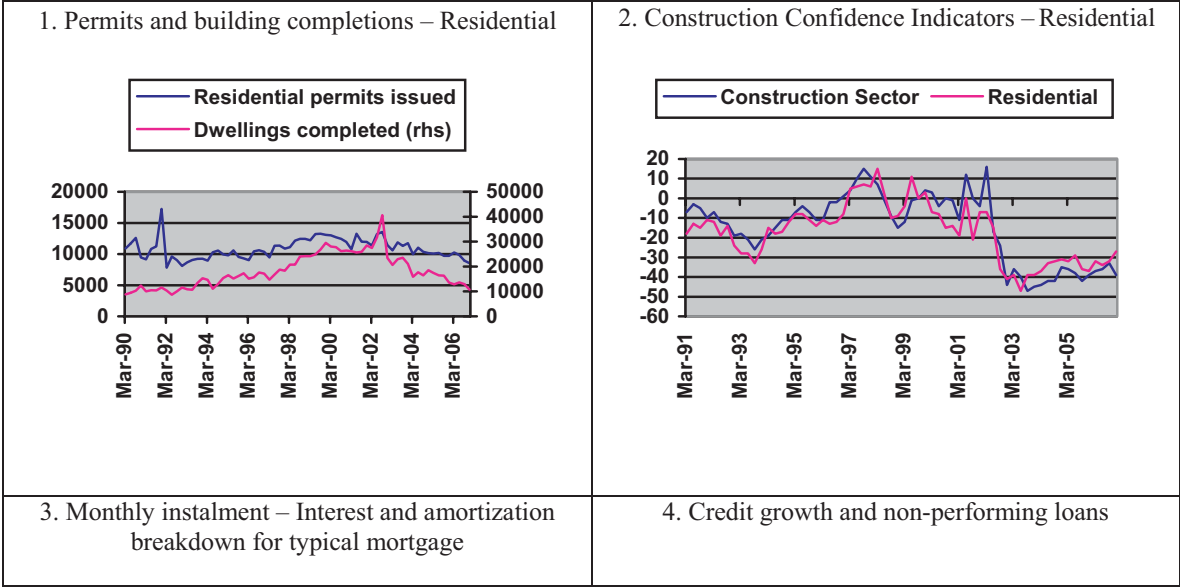 1. Permits and building completions – Residential
Residential permits issued
Dwellings completed (rhs)
20000
15000
10000
5000
0
50000
40000
30000
20000
10000
0
Mar-90
Mar-92
Mar-94
Mar-96
Mar-98
Mar-00
Mar-02
Mar-04
Mar-06
2. Construction Confidence Indicators – Residential
Construction Sector
Residential
20
10
0
-10
-20
-30
-40
-50
-60
Mar-91
Mar-93
Mar-95
Mar-97
Mar-99
Mar-01
Mar-03
Mar-05
3. Monthly instalment – Interest and amortization
breakdown for typical mortgage
4. Credit growth and non-performing loans